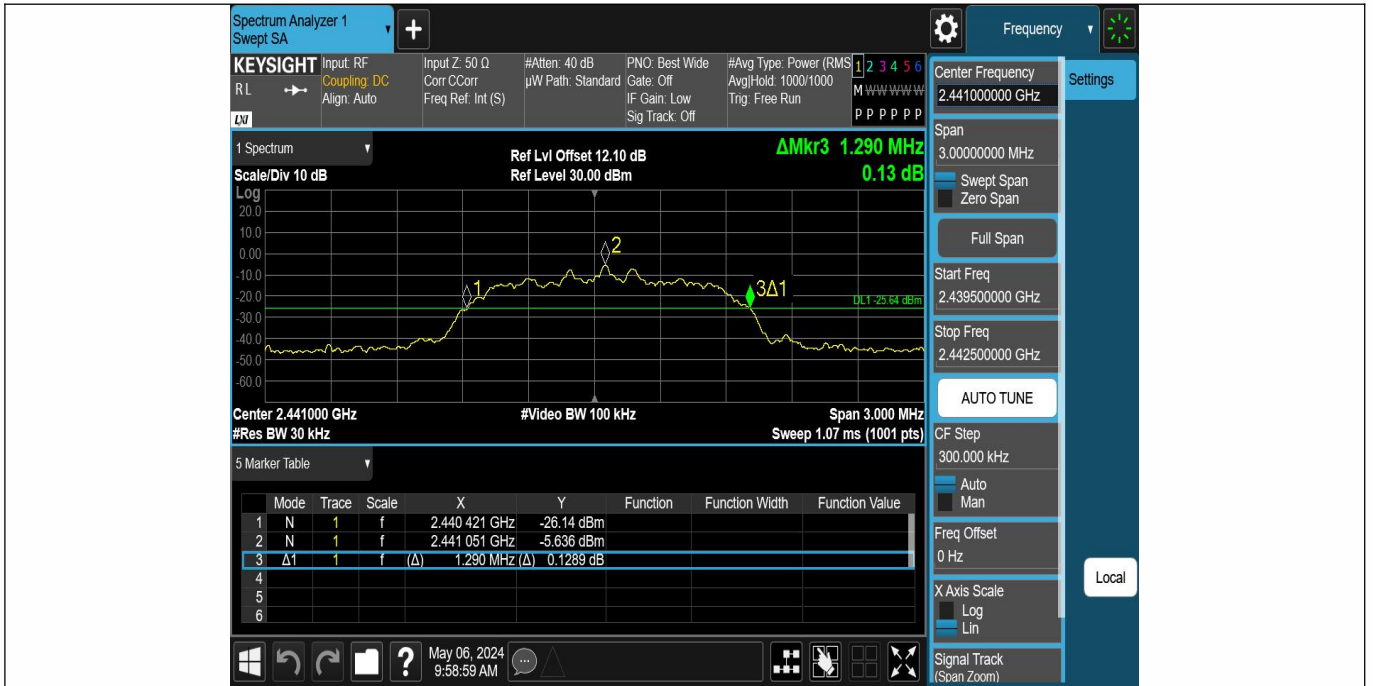 Spectrum Analyzer 1
Swept SA
+
Frequency
KEYSIGHT
RL
LXI
Input: RF
Coupling: DC
Align: Auto
Input Z: 50 Ω
Corr CCorr
Freq Ref: Int (S)
#Atten: 40 dB
µW Path: Standard
PNO: Best Wide
Gate: Off
IF Gain: Low
Sig Track: Off
#Avg Type: Power (RMS
Avg|Hold: 1000/1000
Trig: Free Run
1 2 3 4 5 6
M W W W W W
P P P P P P
1 Spectrum
Scale/Div 10 dB
Ref Lvl Offset 12.10 dB
Ref Level 30.00 dBm
ΔMkr3 1.290 MHz
0.13 dB
Log
20.0
10.0
0.00
-10.0
-20.0
-30.0
-40.0
-50.0
-60.0
1
2
3Δ1
DL1 -25.64 dBm
Center 2.441000 GHz
#Video BW 100 kHz
Span 3.000 MHz
#Res BW 30 kHz
Sweep 1.07 ms (1001 pts)
5 Marker Table
Mode Trace Scale X Y Function Function Width Function Value
1 N 1 f 2.440 421 GHz -26.14 dBm
2 N 1 f 2.441 051 GHz -5.636 dBm
3 Δ1 1 f (Δ) 1.290 MHz (Δ) 0.1289 dB
4
5
6
?
May 06, 2024
9:58:59 AM
Center Frequency
2.441000000 GHz
Settings
Span
3.00000000 MHz
Swept Span
Zero Span
Full Span
Start Freq
2.439500000 GHz
Stop Freq
2.442500000 GHz
AUTO TUNE
CF Step
300.000 kHz
Auto
Man
Freq Offset
0 Hz
X Axis Scale
Log
Lin
Signal Track
(Span Zoom)
Local